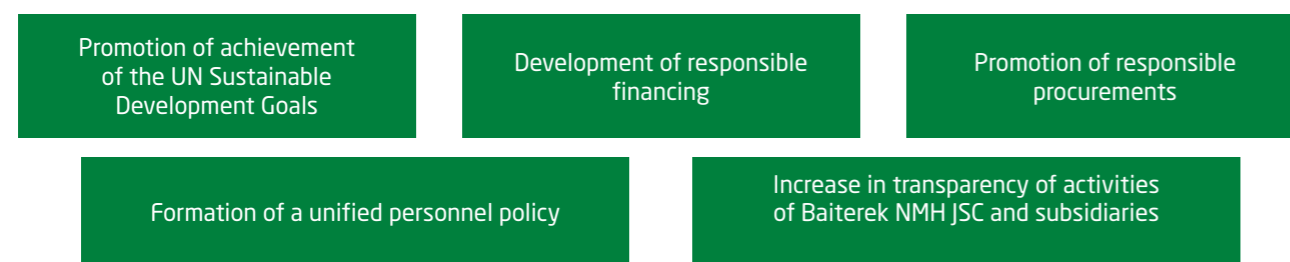 Promotion of achievement
of the UN Sustainable
Development Goals
Development of responsible
financing
Promotion of responsible
procurements
Formation of a unified personnel policy
Increase in transparency of activities
of Baiterek NMH JSC and subsidiaries